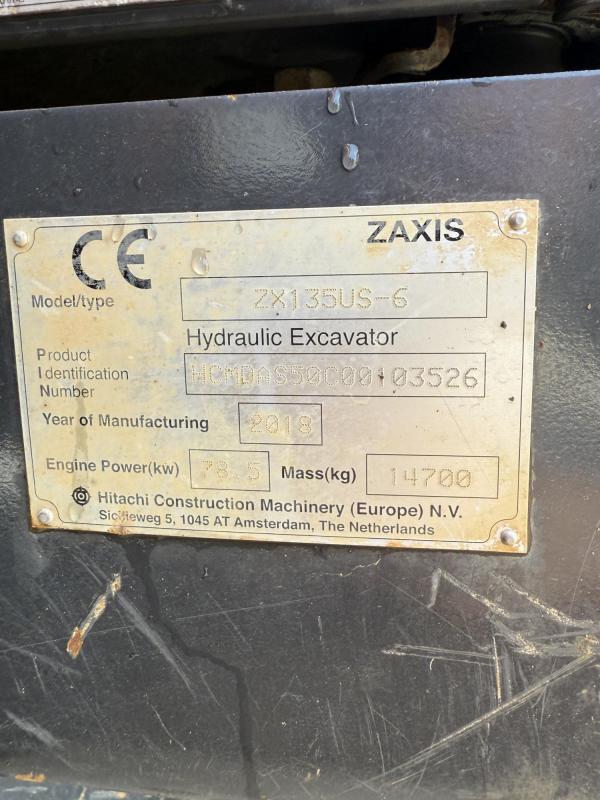 CE ZAXIS
Model/type ZX135US-6
Hydraulic Excavator
Product
Identification HCMDAS50C00103526
Number
Year of Manufacturing 2018
Engine Power(kw) 78.5 Mass(kg) 14700
Hitachi Construction Machinery (Europe) N.V.
Sicilieweg 5, 1045 AT Amsterdam, The Netherlands